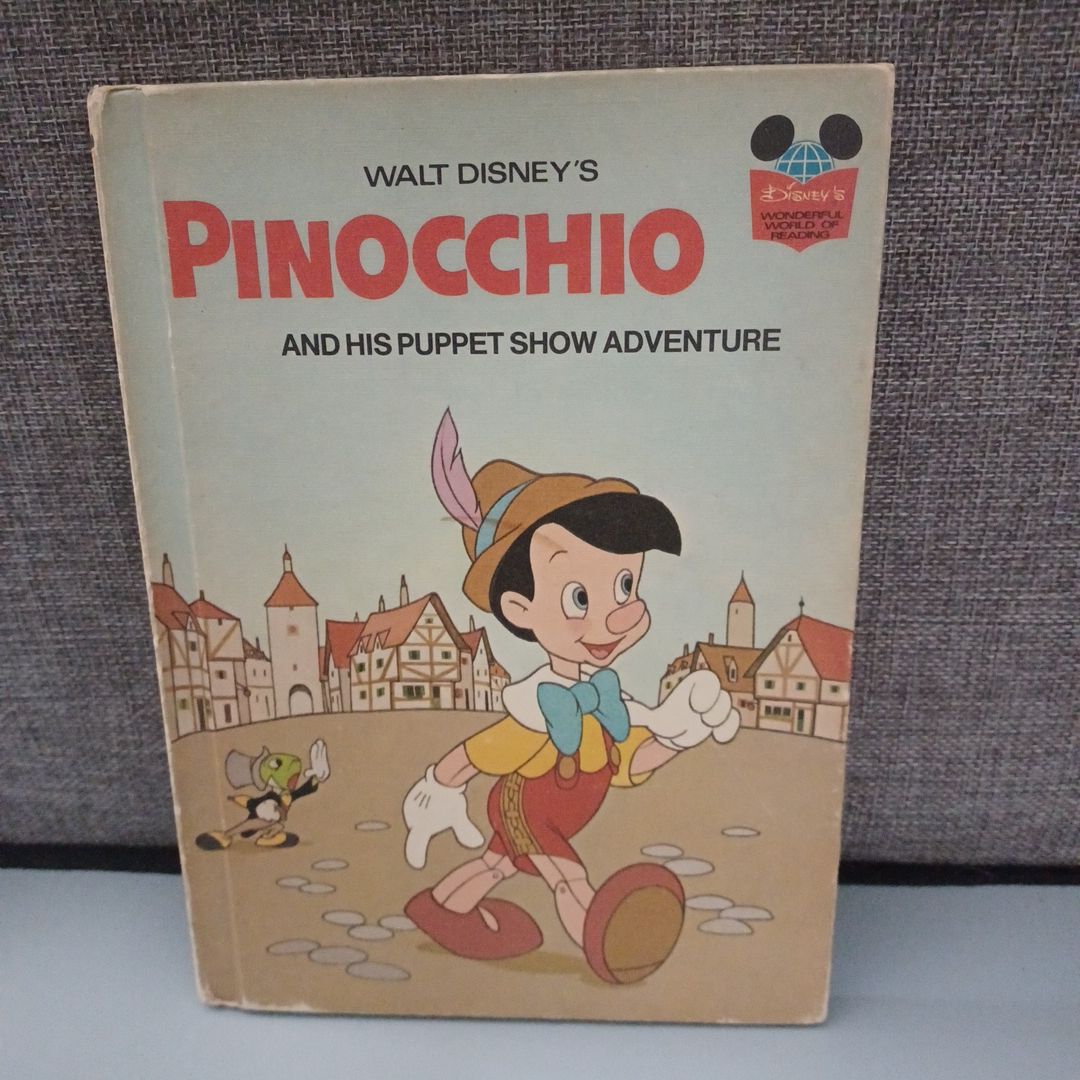 WALT DISNEY'S
PINOCCHIO
AND HIS PUPPET SHOW ADVENTURE
DISNEY'S
WONDERFUL
WORLD OF
READING